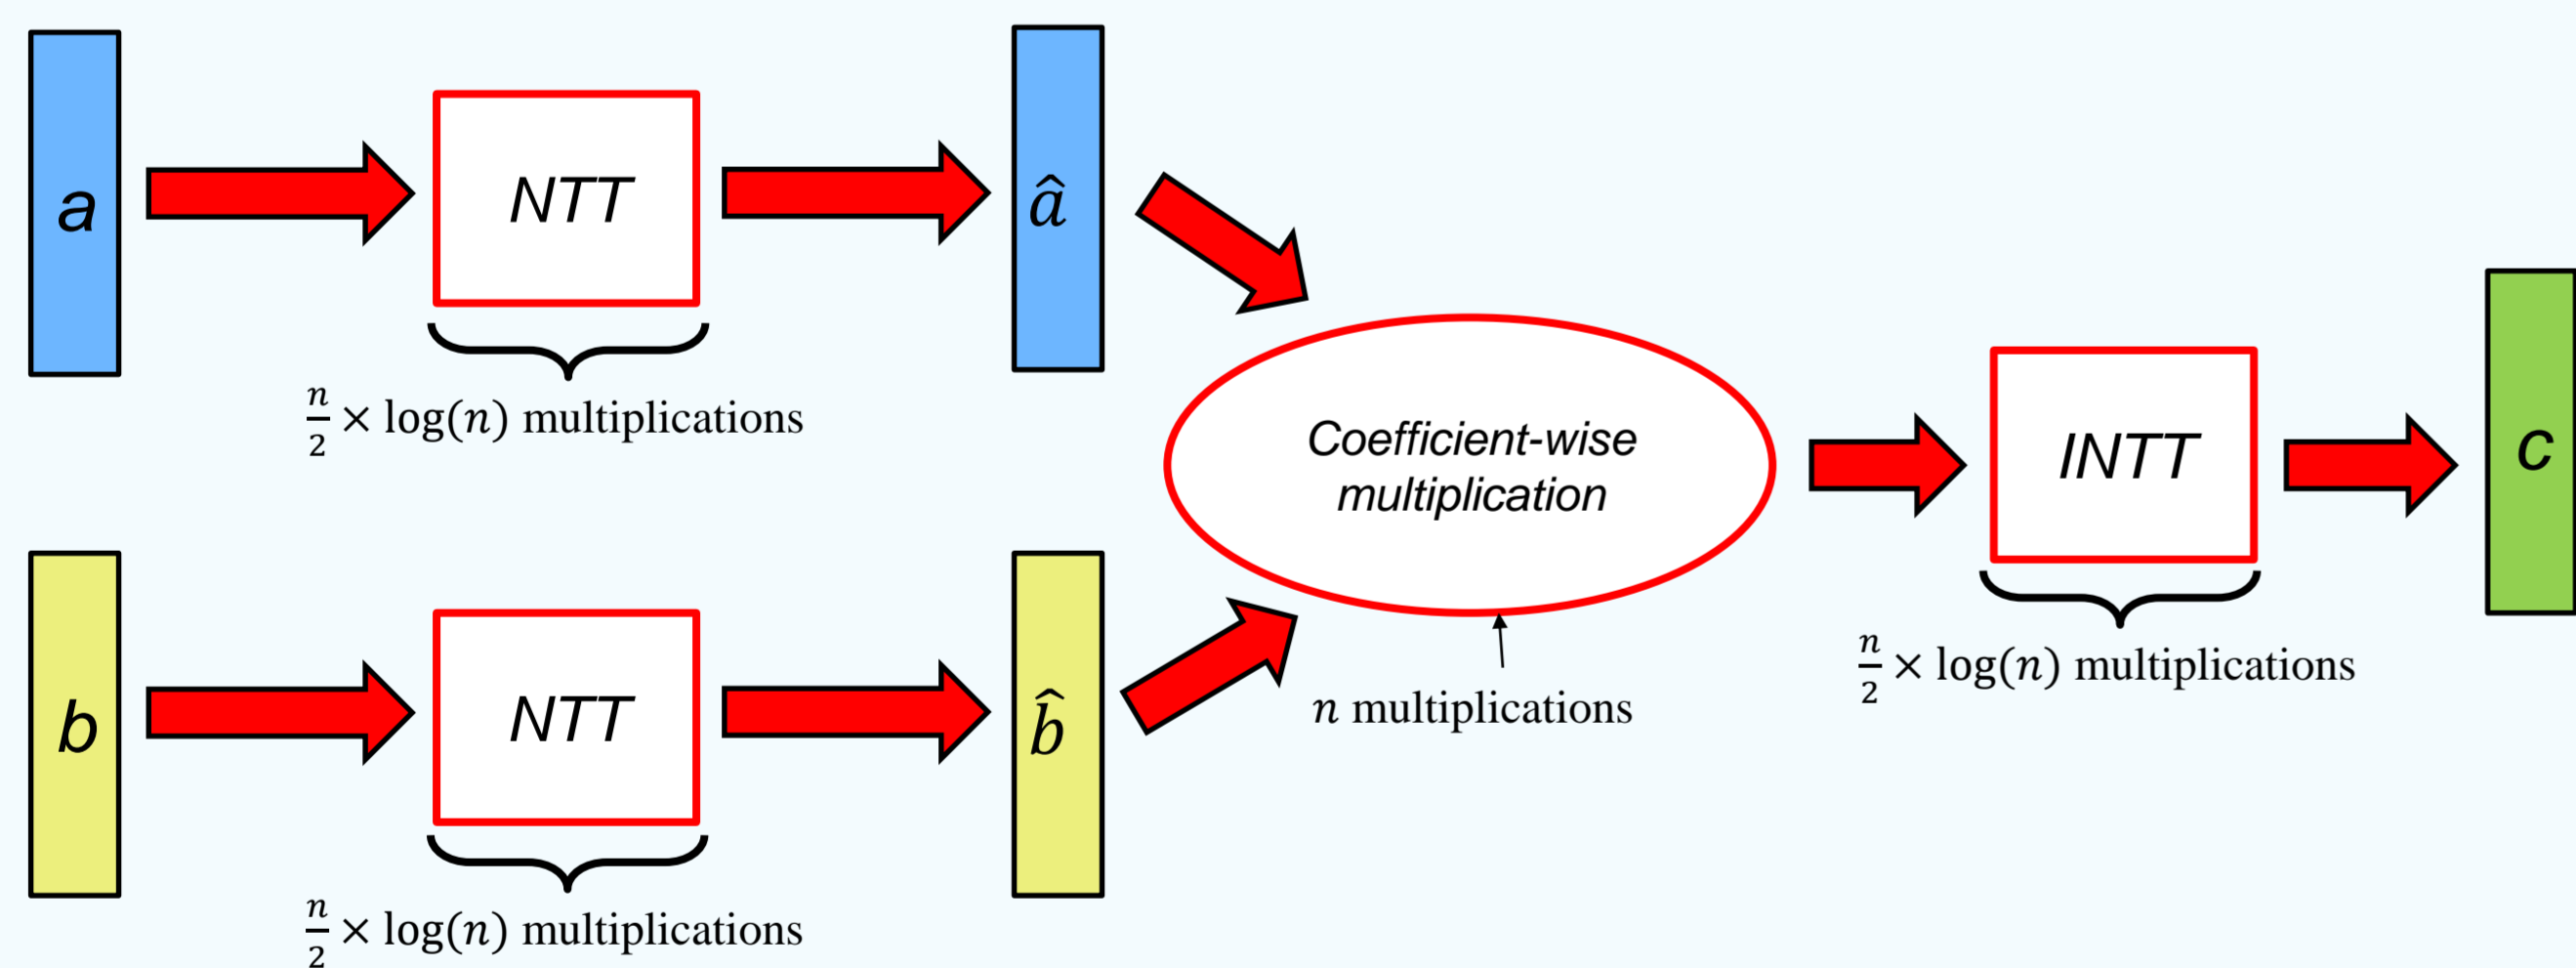 a
NTT
â
n/2 × log(n) multiplications
Coefficient-wise
multiplication
INTT
c
b
NTT
b̂
n multiplications
n/2 × log(n) multiplications
n/2 × log(n) multiplications